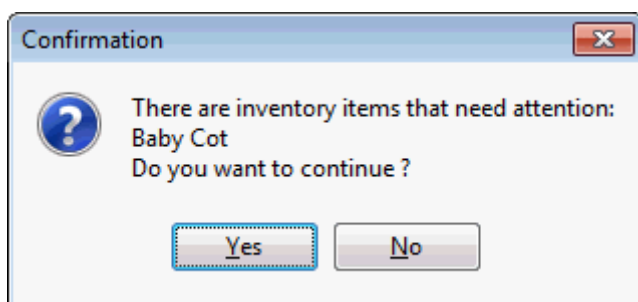 Confirmation
There are inventory items that need attention:
Baby Cot
Do you want to continue ?
Yes
No